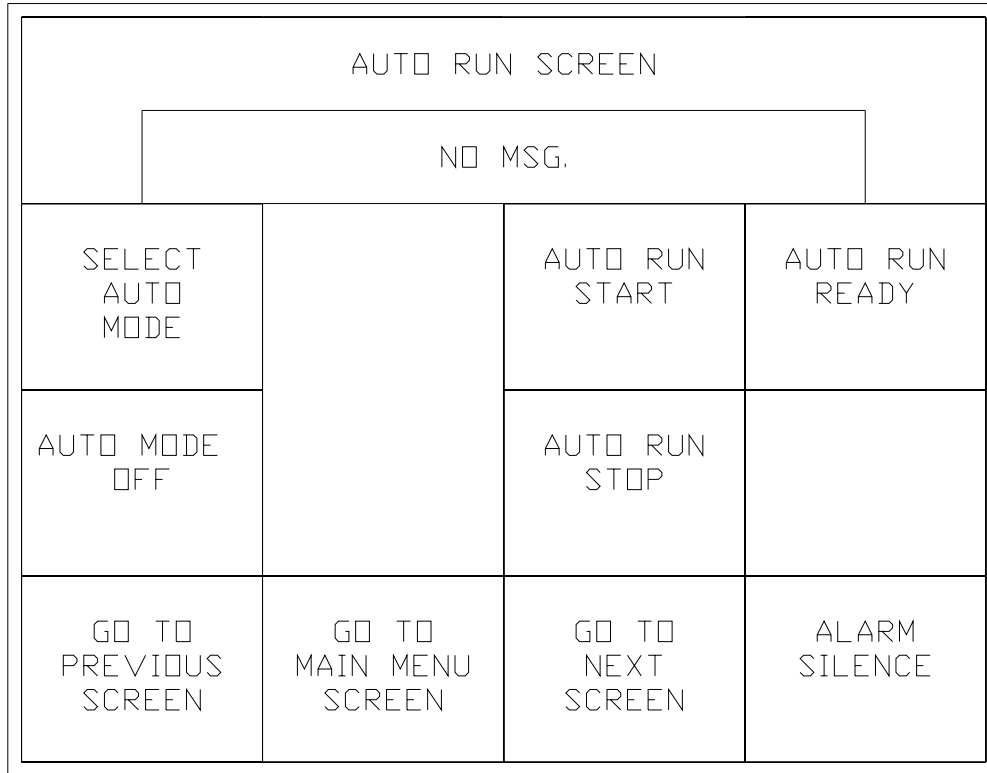 AUTO RUN SCREEN
NO MSG.
SELECT
AUTO
MODE
AUTO RUN
START
AUTO RUN
READY
AUTO MODE
OFF
AUTO RUN
STOP
GO TO
PREVIOUS
SCREEN
GO TO
MAIN MENU
SCREEN
GO TO
NEXT
SCREEN
ALARM
SILENCE